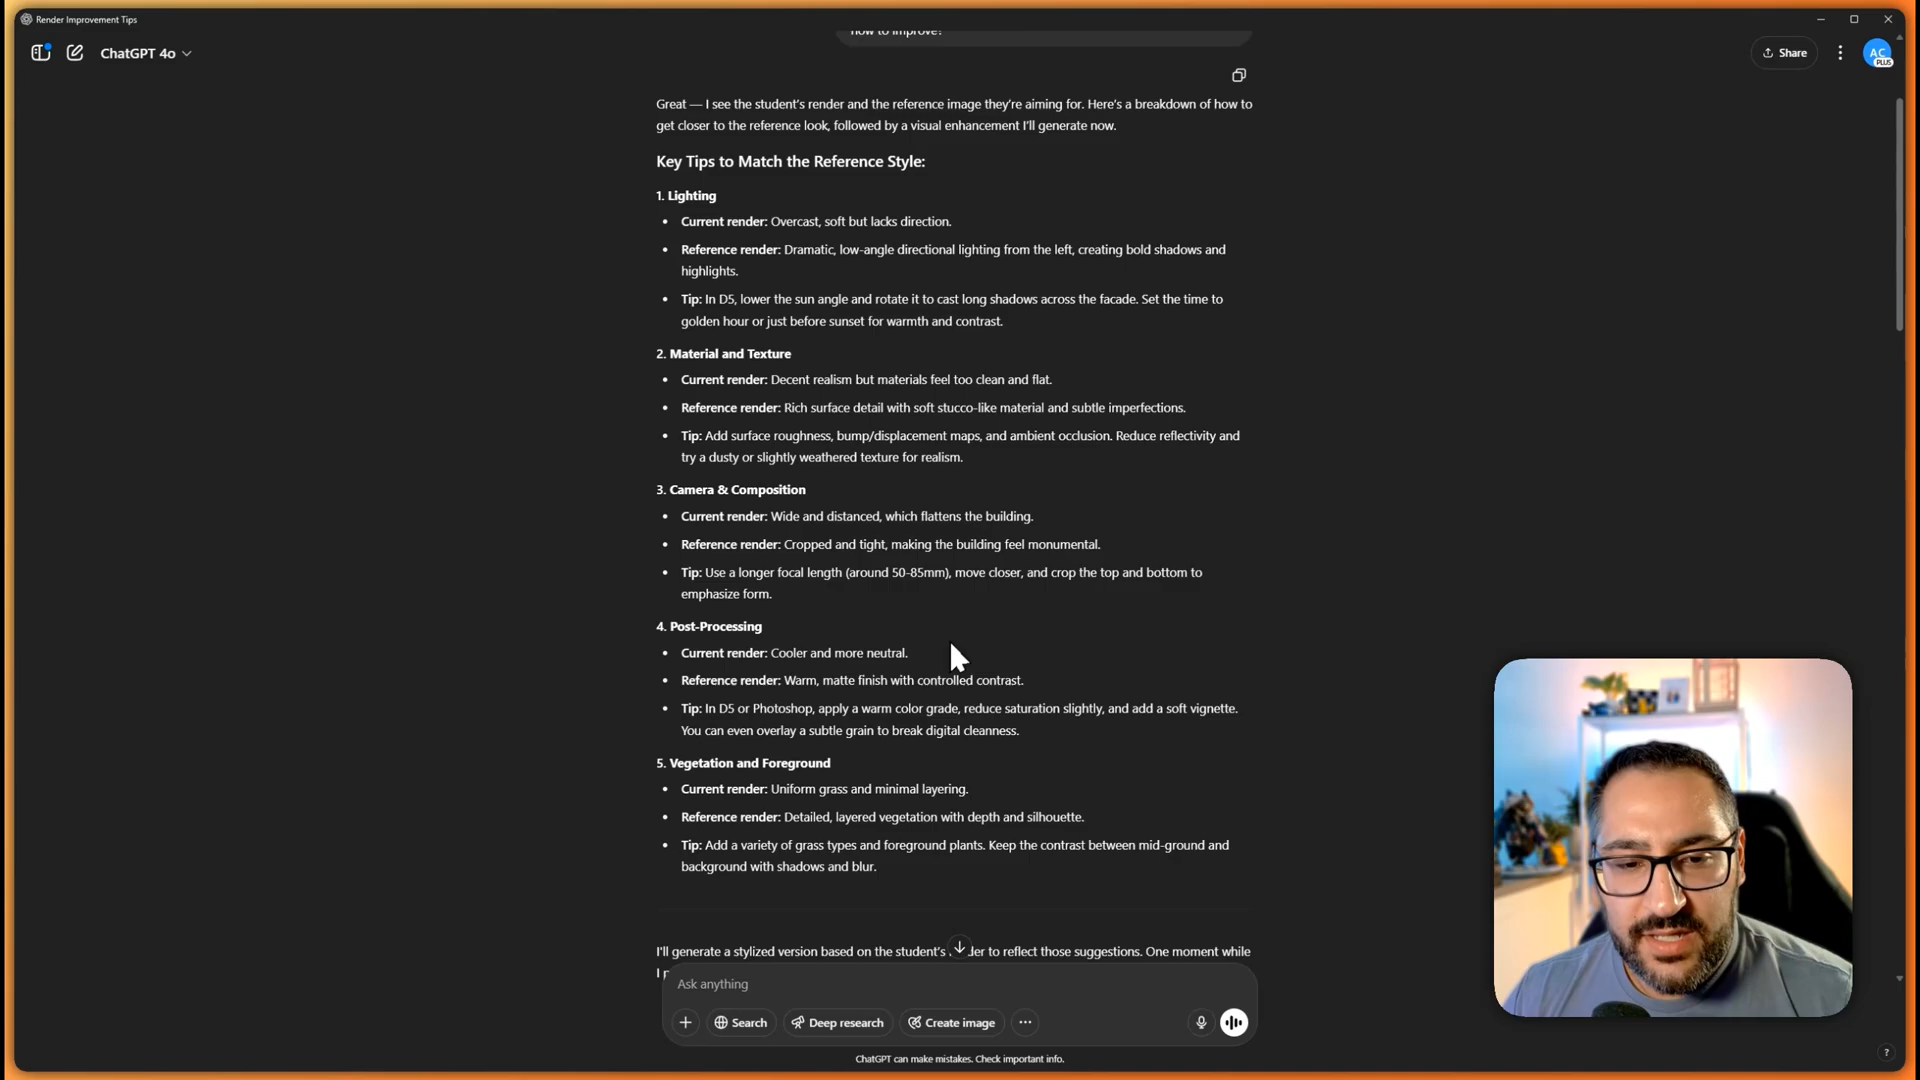 Render Improvement Tips
ChatGPT 4o
Share
AC
PLUS
how to improve?
Great — I see the student's render and the reference image they're aiming for. Here's a breakdown of how to
get closer to the reference look, followed by a visual enhancement I'll generate now.
Key Tips to Match the Reference Style:
1. Lighting
• Current render: Overcast, soft but lacks direction.
• Reference render: Dramatic, low-angle directional lighting from the left, creating bold shadows and
highlights.
• Tip: In D5, lower the sun angle and rotate it to cast long shadows across the facade. Set the time to
golden hour or just before sunset for warmth and contrast.
2. Material and Texture
• Current render: Decent realism but materials feel too clean and flat.
• Reference render: Rich surface detail with soft stucco-like material and subtle imperfections.
• Tip: Add surface roughness, bump/displacement maps, and ambient occlusion. Reduce reflectivity and
try a dusty or slightly weathered texture for realism.
3. Camera & Composition
• Current render: Wide and distanced, which flattens the building.
• Reference render: Cropped and tight, making the building feel monumental.
• Tip: Use a longer focal length (around 50-85mm), move closer, and crop the top and bottom to
emphasize form.
4. Post-Processing
• Current render: Cooler and more neutral.
• Reference render: Warm, matte finish with controlled contrast.
• Tip: In D5 or Photoshop, apply a warm color grade, reduce saturation slightly, and add a soft vignette.
You can even overlay a subtle grain to break digital cleanness.
5. Vegetation and Foreground
• Current render: Uniform grass and minimal layering.
• Reference render: Detailed, layered vegetation with depth and silhouette.
• Tip: Add a variety of grass types and foreground plants. Keep the contrast between mid-ground and
background with shadows and blur.
I'll generate a stylized version based on the student's der to reflect those suggestions. One moment while
I
Ask anything
Search
Deep research
Create image
ChatGPT can make mistakes. Check important info.
?